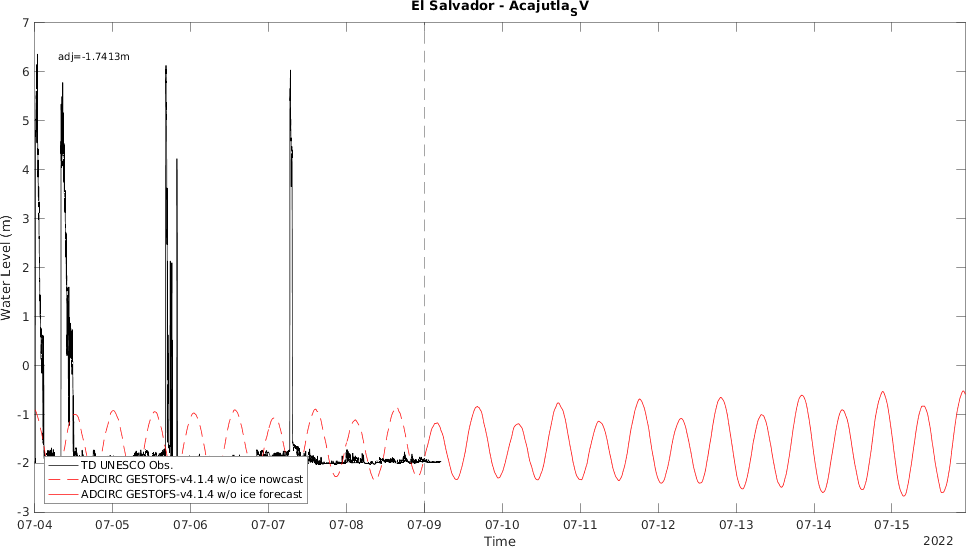 El Salvador - AcajutlaSV
adj=-1.7413m
Water Level (m)
7
6
5
4
3
2
1
0
-1
-2
-3
TD UNESCO Obs.
ADCIRC GESTOFS-v4.1.4 w/o ice nowcast
ADCIRC GESTOFS-v4.1.4 w/o ice forecast
07-04 07-05 07-06 07-07 07-08 07-09 07-10 07-11 07-12 07-13 07-14 07-15
Time
2022